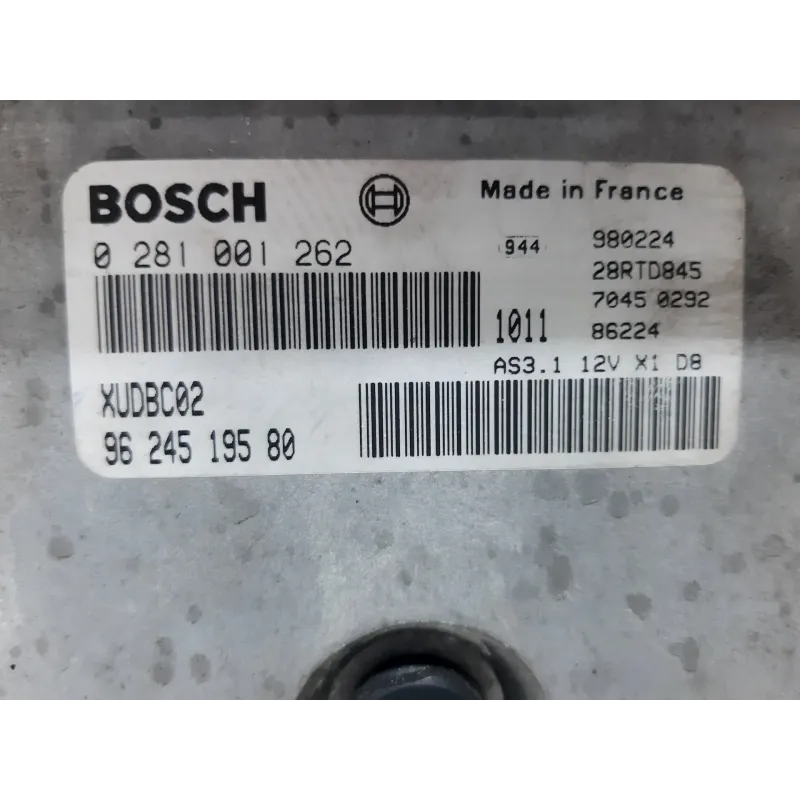 BOSCH
Made in France
0 281 001 262
944
980224
28RTD845
7045 0292
1011
86224
AS3.1 12V X1 D8
XUDBC02
96 245 195 80